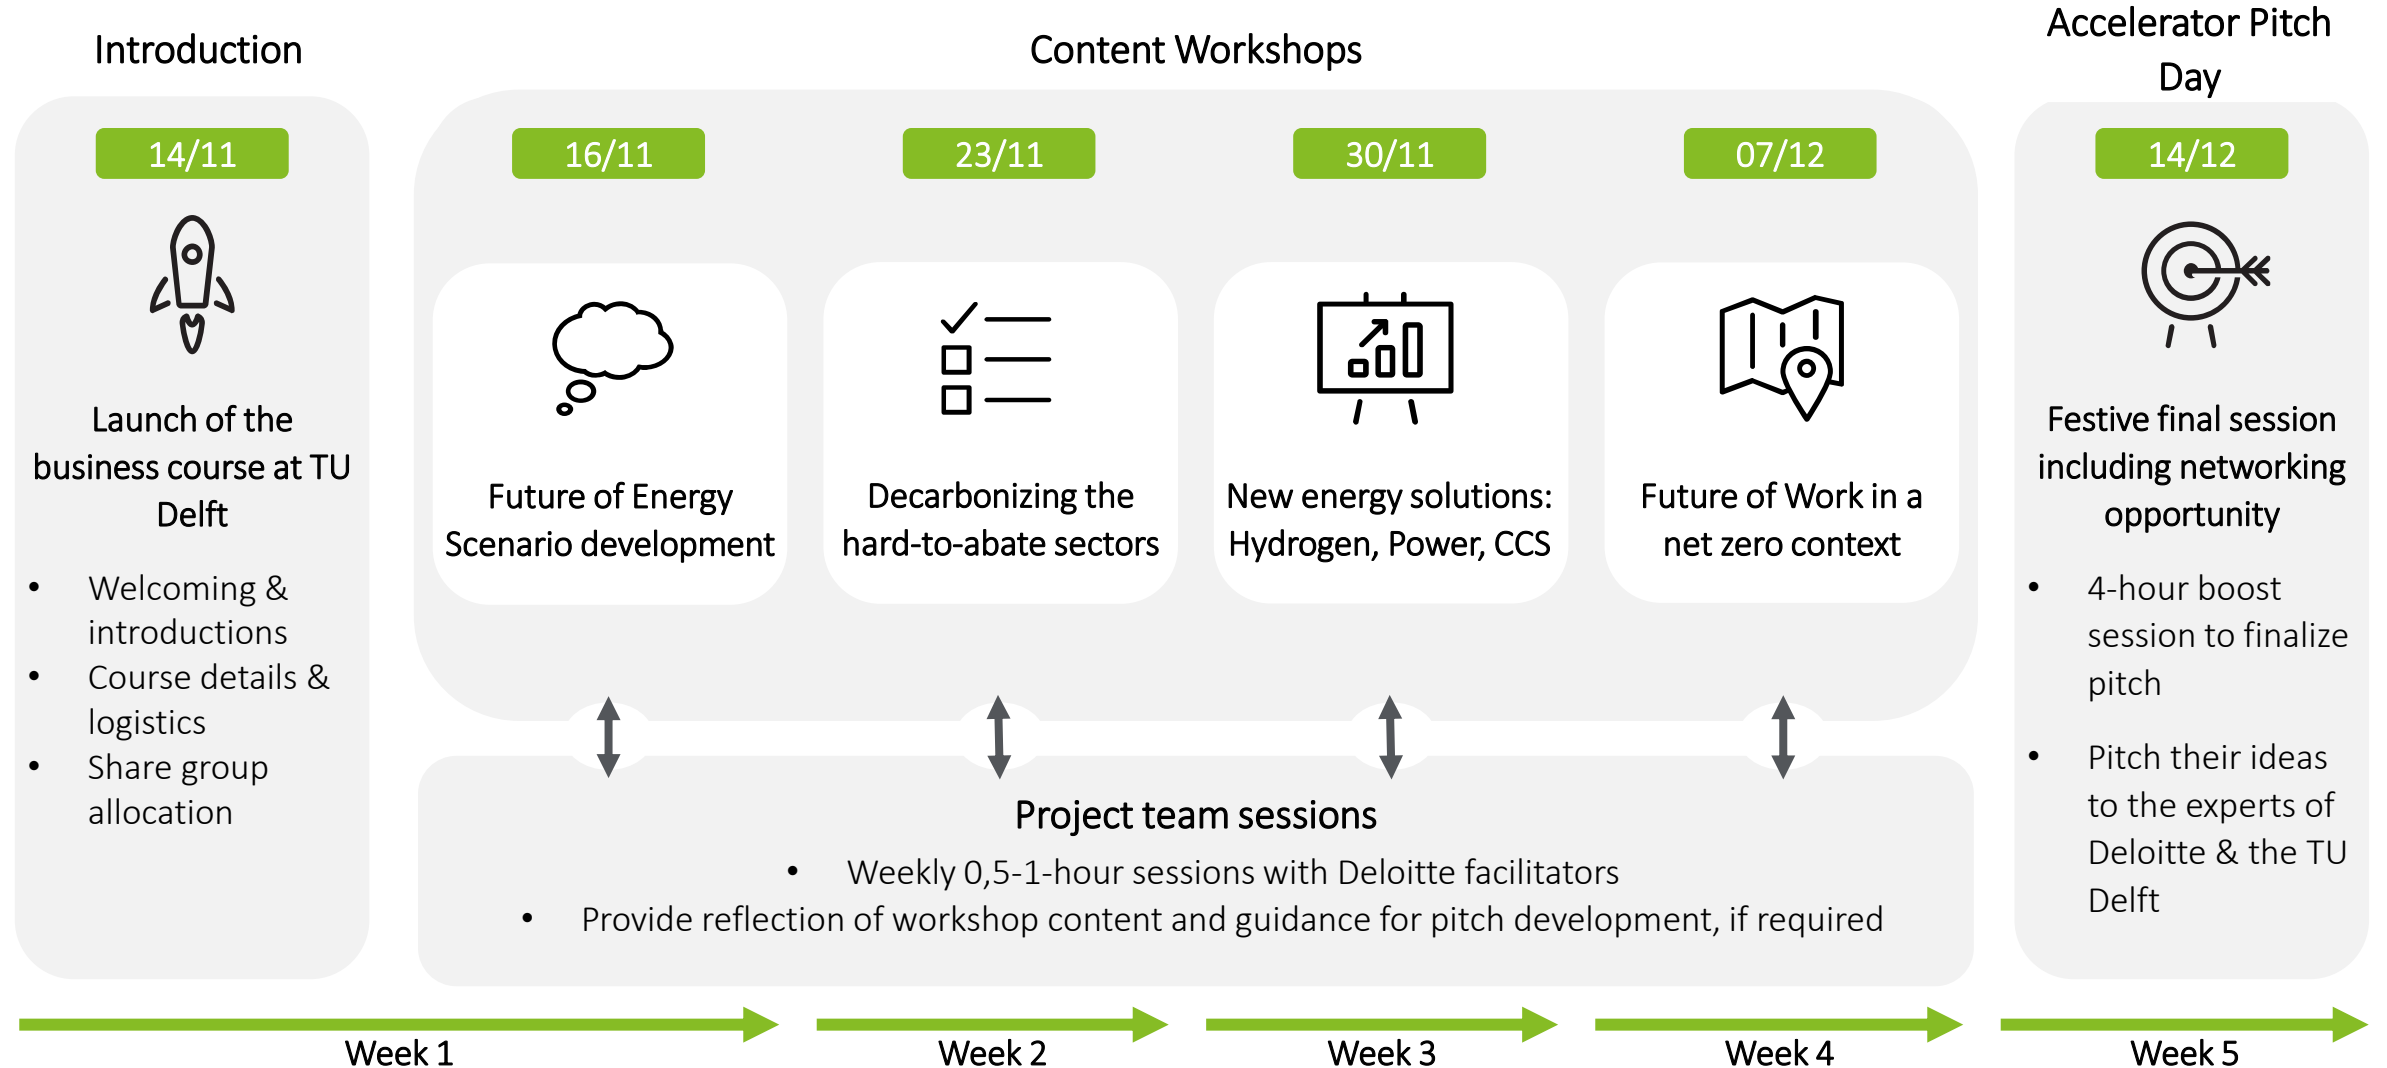 Introduction
14/11
Launch of the
business course at TU
Delft
• Welcoming &
introductions
• Course details &
logistics
• Share group
allocation
Content Workshops
16/11
Future of Energy
Scenario development
23/11
Decarbonizing the
hard-to-abate sectors
30/11
New energy solutions:
Hydrogen, Power, CCS
07/12
Future of Work in a
net zero context
Project team sessions
• Weekly 0,5-1-hour sessions with Deloitte facilitators
• Provide reflection of workshop content and guidance for pitch development, if required
Accelerator Pitch
Day
14/12
Festive final session
including networking
opportunity
• 4-hour boost
session to finalize
pitch
• Pitch their ideas
to the experts of
Deloitte & the TU
Delft
Week 1
Week 2
Week 3
Week 4
Week 5